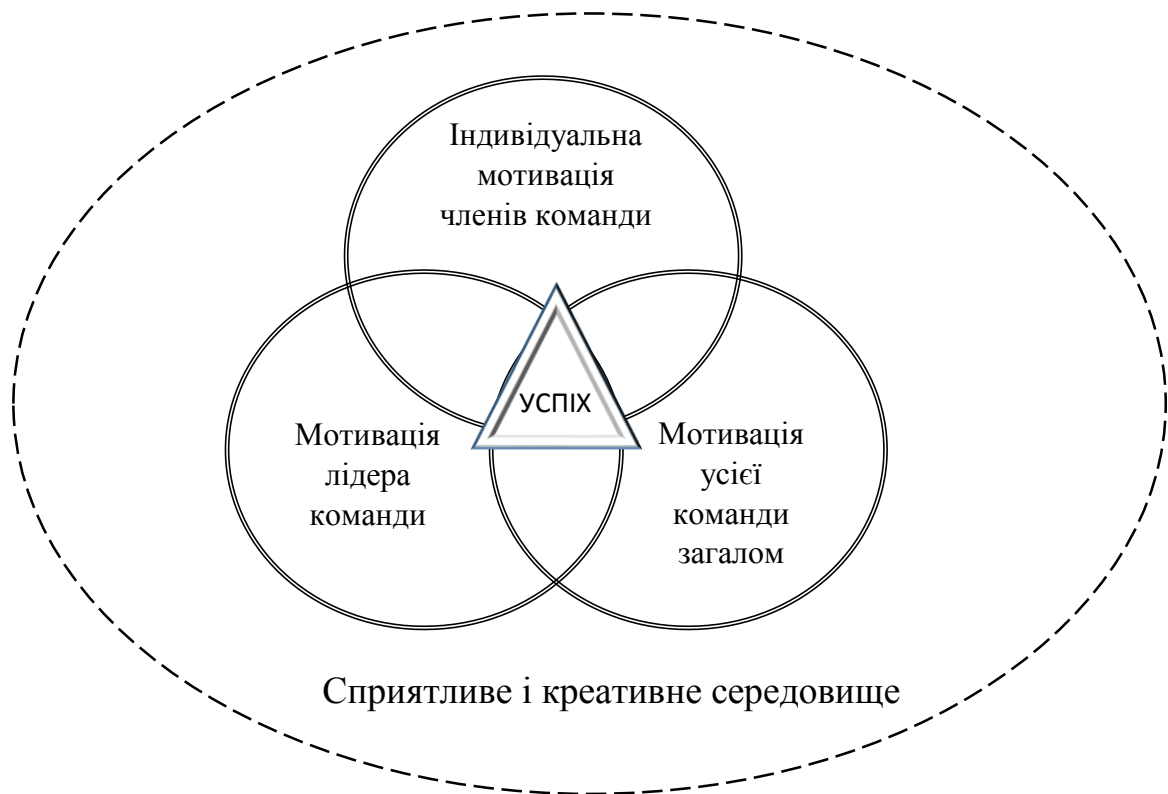 Індивідуальна
мотивація
членів команди
УСПІХ
Мотивація
лідера
команди
Мотивація
усієї
команди
загалом
Сприятливе і креативне середовище